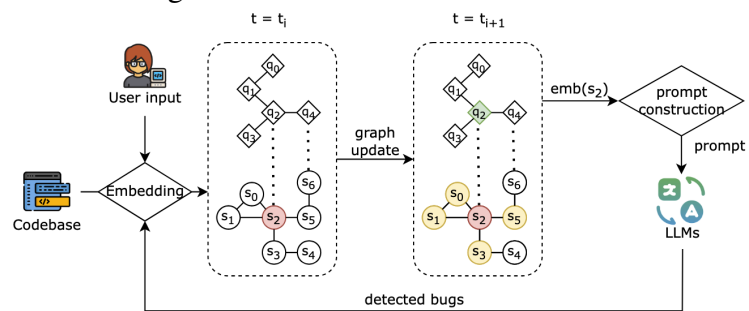 t = tᵢ
t = tᵢ₊₁
User input
Codebase
Embedding
q₀
q₁
q₂
q₄
q₃
s₆
s₀
s₁
s₂
s₅
s₃
s₄
graph
update
q₀
q₁
q₂
q₄
q₃
s₆
s₀
s₁
s₂
s₅
s₃
s₄
emb(s₂)
prompt
construction
prompt
LLMs
detected bugs